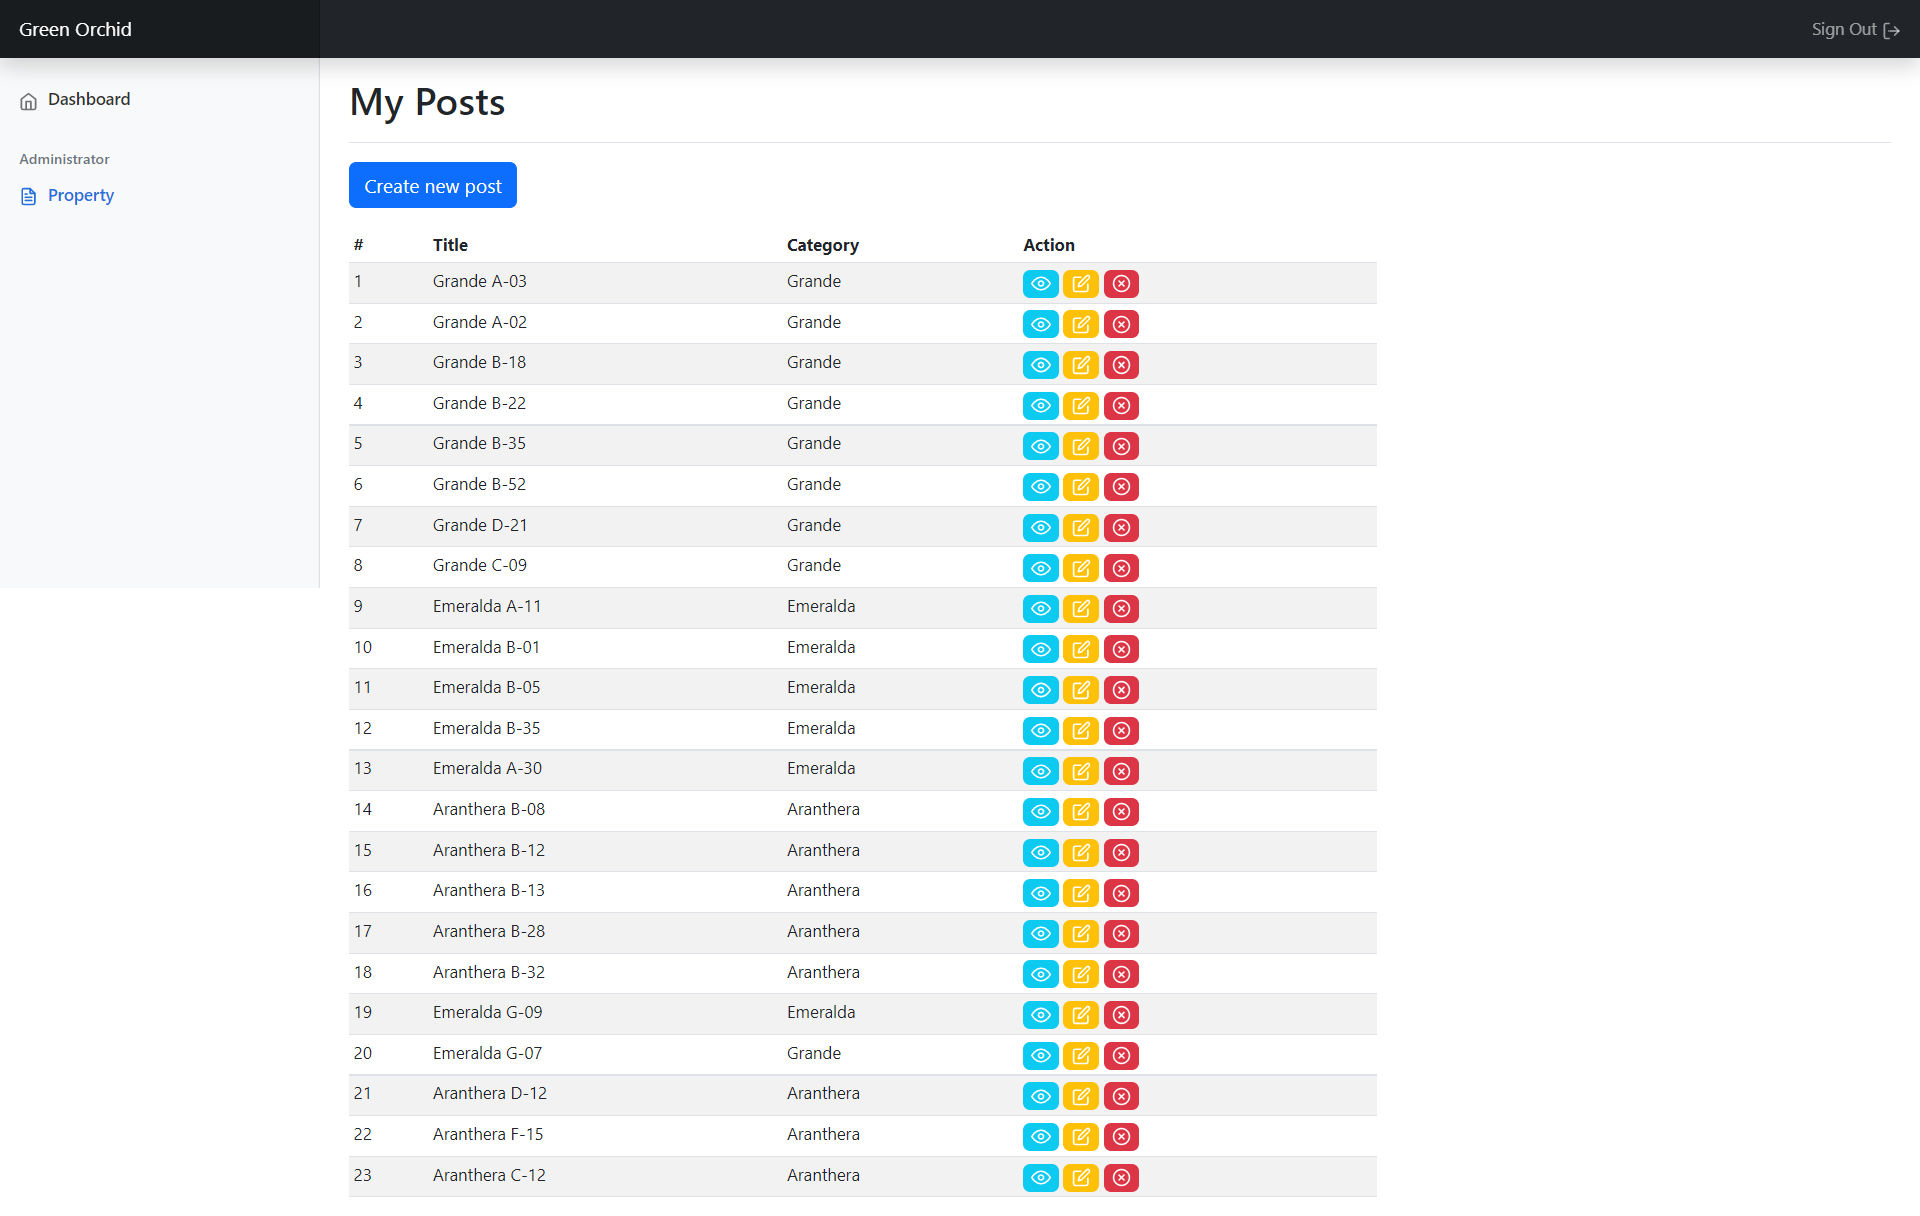 Green Orchid
Sign Out
Dashboard
Administrator
Property
My Posts
Create new post
# Title Category Action
1 Grande A-03 Grande
2 Grande A-02 Grande
3 Grande B-18 Grande
4 Grande B-22 Grande
5 Grande B-35 Grande
6 Grande B-52 Grande
7 Grande D-21 Grande
8 Grande C-09 Grande
9 Emeralda A-11 Emeralda
10 Emeralda B-01 Emeralda
11 Emeralda B-05 Emeralda
12 Emeralda B-35 Emeralda
13 Emeralda A-30 Emeralda
14 Aranthera B-08 Aranthera
15 Aranthera B-12 Aranthera
16 Aranthera B-13 Aranthera
17 Aranthera B-28 Aranthera
18 Aranthera B-32 Aranthera
19 Emeralda G-09 Emeralda
20 Emeralda G-07 Grande
21 Aranthera D-12 Aranthera
22 Aranthera F-15 Aranthera
23 Aranthera C-12 Aranthera